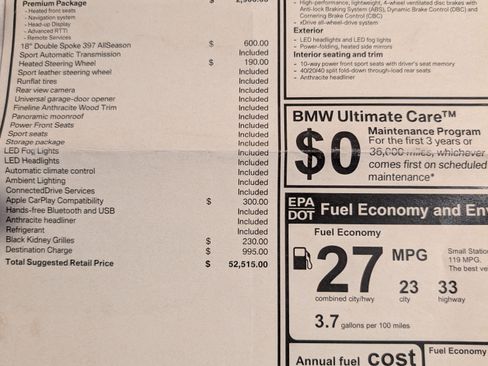 Premium Package
- Heated front seats
- Navigation system
- Head-up Display
- Advanced RTTI
- Remote Services
18" Double Spoke 397 AllSeason $ 600.00
Sport Automatic Transmission Included
Heated Steering Wheel $ 190.00
Sport leather steering wheel Included
Runflat tires Included
Rear view camera Included
Universal garage-door opener Included
Fineline Anthracite Wood Trim Included
Panoramic moonroof Included
Power Front Seats Included
Sport seats Included
Storage package Included
LED Fog Lights Included
LED Headlights Included
Automatic climate control Included
Ambient Lighting Included
ConnectedDrive Services Included
Apple CarPlay Compatibility $ 300.00
Hands-free Bluetooth and USB Included
Anthracite headliner Included
Refrigerant Included
Black Kidney Grilles $ 230.00
Destination Charge $ 995.00
Total Suggested Retail Price $ 52,515.00
- High-performance, lightweight, 4-wheel ventilated disc brakes with
Anti-lock Braking System (ABS), Dynamic Brake Control (DBC) and
Cornering Brake Control (CBC)
- xDrive all-wheel-drive system
Exterior
- LED headlights and LED fog lights
- Power-folding, heated side mirrors
Interior seating and trim
- 10-way power front sport seats with driver's seat memory
- 40/20/40 split fold-down through-load rear seats
- Anthracite headliner
BMW Ultimate Care™
$0
Maintenance Program
For the first 3 years or
36,000 miles, whichever
comes first on scheduled
maintenance*
EPA
DOT
Fuel Economy and
Fuel Economy
27 MPG
combined city/hwy
23
city
33
highway
Small
119 MPG.
The best
3.7 gallons per 100 miles
Annual fuel cost
Fuel Economy